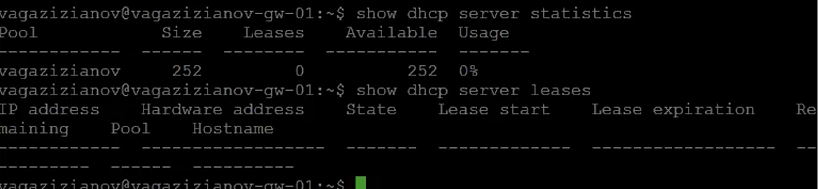 vagazizianov@vagazizianov-gw-01:~$ show dhcp server statistics
Pool            Size    Leases    Available  Usage
------------  ------  --------  -----------  -------
vagazizianov     252         0          252  0%
vagazizianov@vagazizianov-gw-01:~$ show dhcp server leases
IP address    Hardware address    State    Lease start    Lease expiration    Re
maining    Pool    Hostname
------------  ------------------  -------  -------------  ------------------  --
---------  ------  ----------
vagazizianov@vagazizianov-gw-01:~$